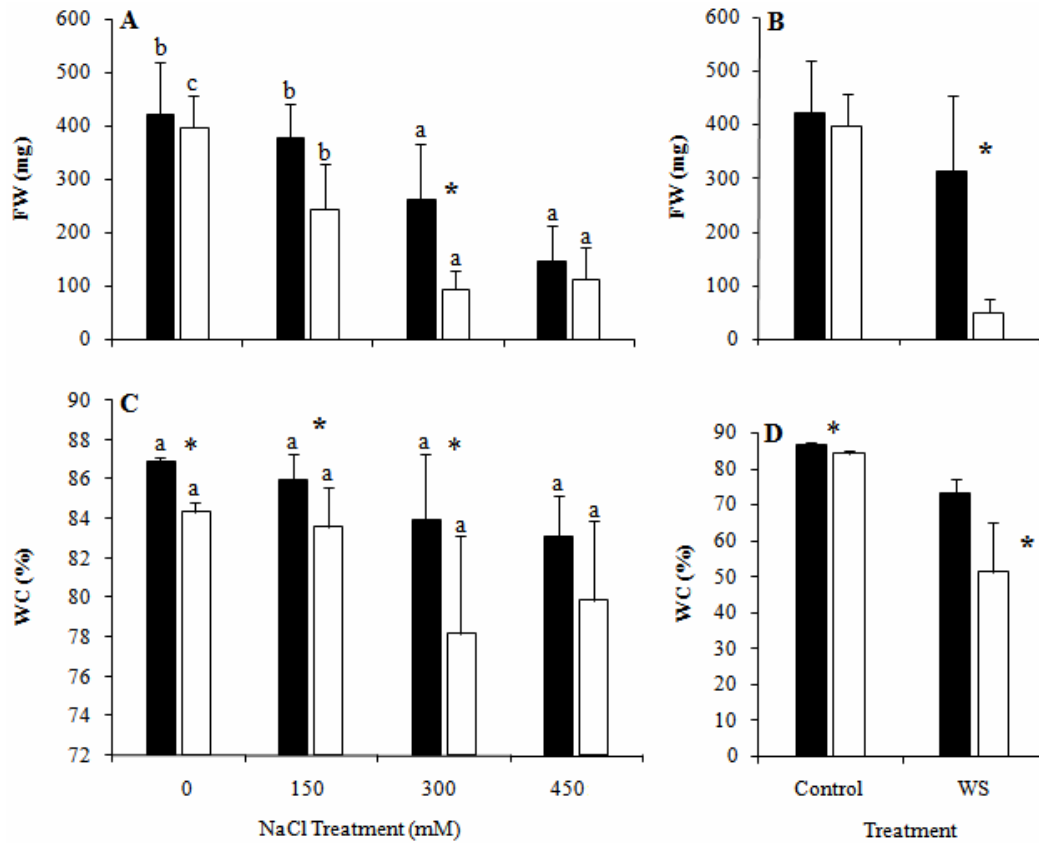 A
600
500
400
300
200
100
0
FW (mg)
b
c
b
b
a
*
a
a
a
B
600
500
400
300
200
100
0
FW (mg)
*
C
90
88
86
84
82
80
78
76
74
72
WC (%)
a
*
a
a
*
a
a
*
a
a
a
0 150 300 450
NaCl Treatment (mM)
D
90
80
70
60
50
40
30
20
10
0
WC (%)
*
*
Control WS
Treatment